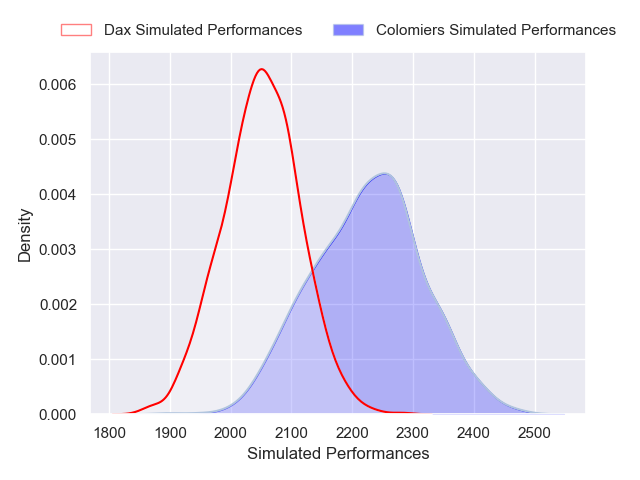 Dax Simulated Performances Colomiers Simulated Performances
0.006
0.005
0.004
0.003
0.002
0.001
0.000
Density
1800 1900 2000 2100 2200 2300 2400 2500
Simulated Performances